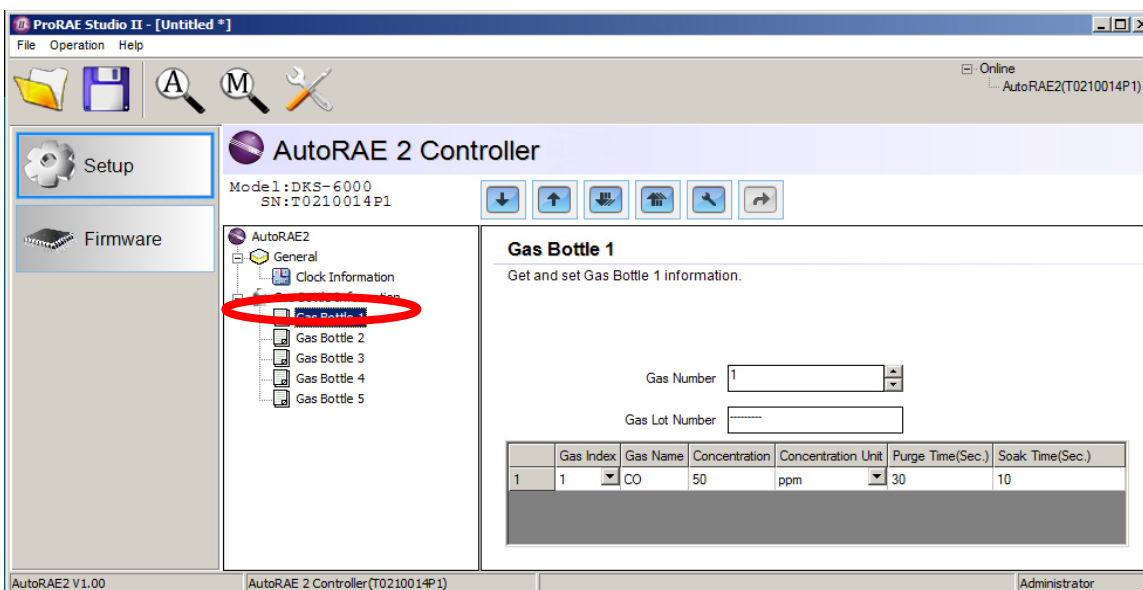 ProRAE Studio II - [Untitled *]
File Operation Help
A
M
Online
AutoRAE2(T0210014P1)
Setup
Firmware
AutoRAE 2 Controller
Model:DKS-6000
SN:T0210014P1
AutoRAE2
General
Clock Information
Gas Bottle Information
Gas Bottle 1
Gas Bottle 2
Gas Bottle 3
Gas Bottle 4
Gas Bottle 5
Gas Bottle 1
Get and set Gas Bottle 1 information.
Gas Number 1
Gas Lot Number ---------
Gas Index Gas Name Concentration Concentration Unit Purge Time(Sec.) Soak Time(Sec.)
1 1 CO 50 ppm 30 10
AutoRAE2 V1.00 AutoRAE 2 Controller(T0210014P1) Administrator